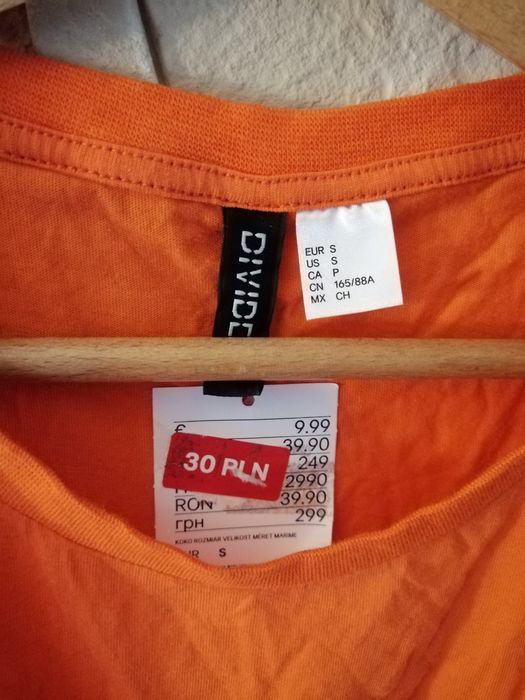 DIVIDE
EUR S
US S
CA P
CN 165/88A
MX CH
€ 9.99
39.90
249
30 PLN
2990
RON 39.90
грн 299
KOKO ROZMIAR VELIKOST MÉRET MARIME
S